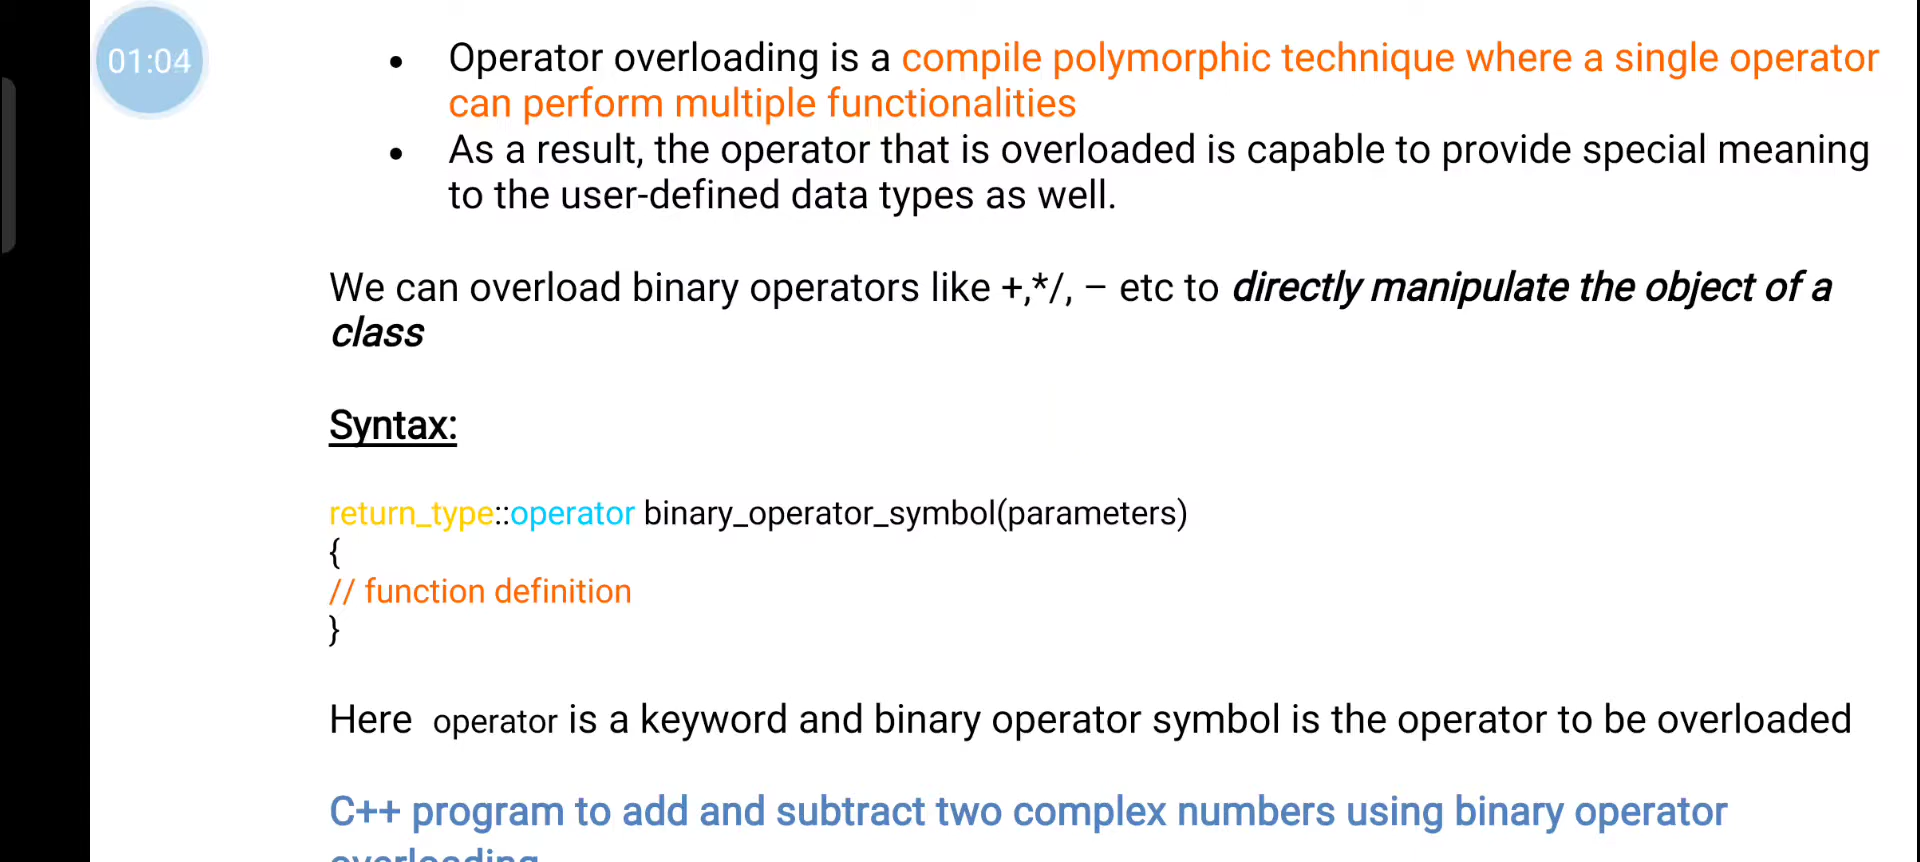 01:04
• Operator overloading is a compile polymorphic technique where a single operator
can perform multiple functionalities
• As a result, the operator that is overloaded is capable to provide special meaning
to the user-defined data types as well.
We can overload binary operators like +,*/, – etc to directly manipulate the object of a
class
Syntax:
return_type::operator binary_operator_symbol(parameters)
{
// function definition
}
Here operator is a keyword and binary operator symbol is the operator to be overloaded
C++ program to add and subtract two complex numbers using binary operator
overloading